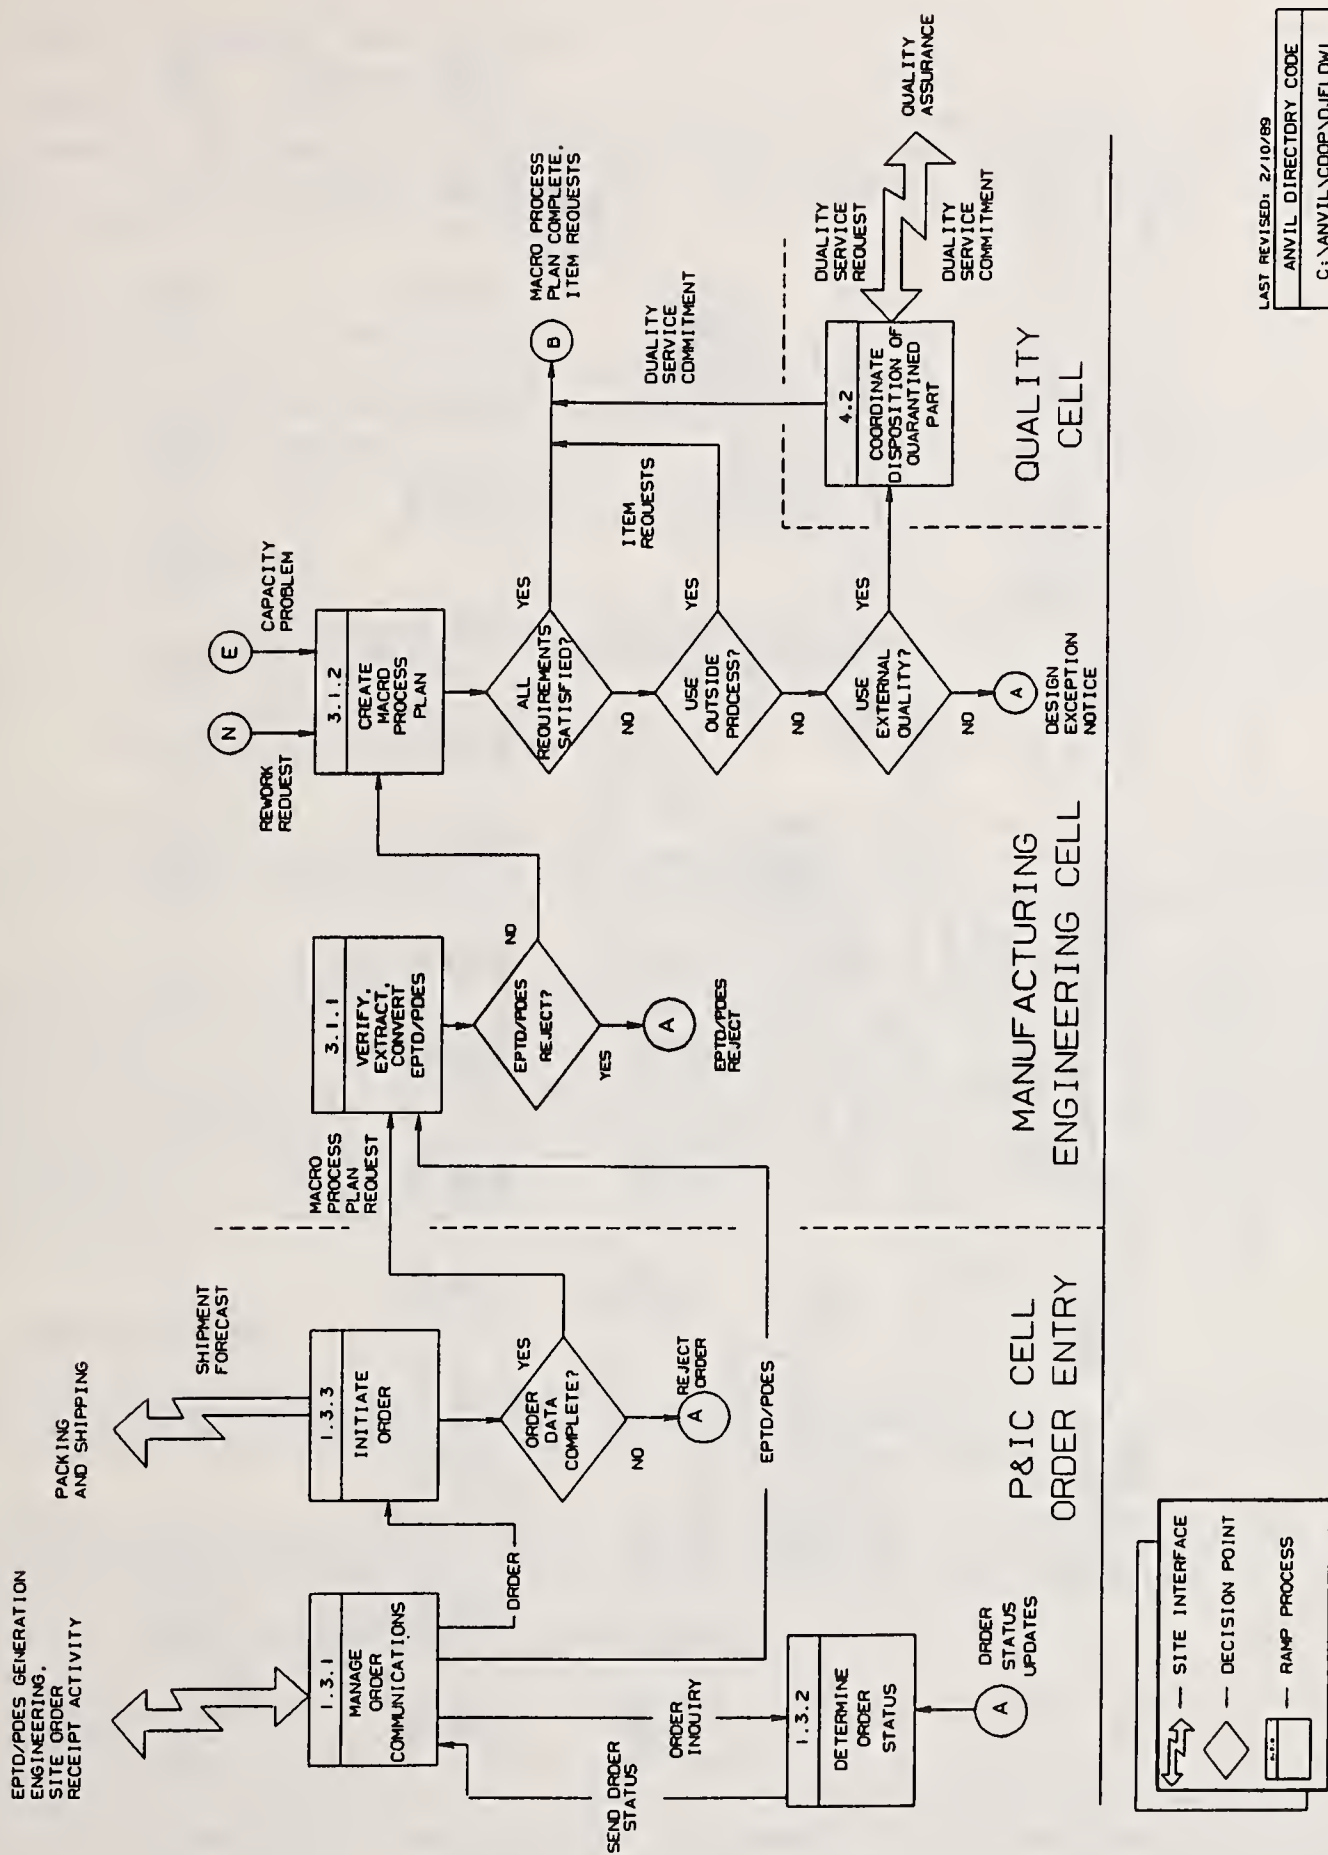 EPTD/PDES GENERATION
ENGINEERING,
SITE ORDER
RECEIPT ACTIVITY
PACKING
AND SHIPPING
SHIPMENT
FORECAST
1.3.1
MANAGE
ORDER
COMMUNICATIONS
ORDER
1.3.3
INITIATE
ORDER
ORDER
DATA
COMPLETE?
YES
NO
A
REJECT
ORDER
EPTD/PDES
SEND ORDER
STATUS
ORDER
INQUIRY
1.3.2
DETERMINE
ORDER
STATUS
A
ORDER
STATUS
UPDATES
P&IC CELL
ORDER ENTRY
MACRO
PROCESS
PLAN
REQUEST
3.1.1
VERIFY,
EXTRACT,
CONVERT
EPTD/PDES
EPTD/PDES
REJECT?
NO
YES
A
EPTD/PDES
REJECT
N
REWORK
REQUEST
E
CAPACITY
PROBLEM
3.1.2
CREATE
MACRO
PROCESS
PLAN
ALL
REQUIREMENTS
SATISFIED?
YES
NO
B
MACRO PROCESS
PLAN COMPLETE,
ITEM REQUESTS
USE
OUTSIDE
PROCESS?
YES
NO
ITEM
REQUESTS
USE
EXTERNAL
QUALITY?
YES
NO
A
DESIGN
EXCEPTION
NOTICE
MANUFACTURING
ENGINEERING CELL
QUALITY
SERVICE
COMMITMENT
4.2
COORDINATE
DISPOSITION OF
QUARANTINED
PART
QUALITY
SERVICE
REQUEST
QUALITY
SERVICE
COMMITMENT
QUALITY
ASSURANCE
QUALITY
CELL
— SITE INTERFACE
— DECISION POINT
— RAMP PROCESS
LAST REVISED: 2/10/89
ANVIL DIRECTORY CODE